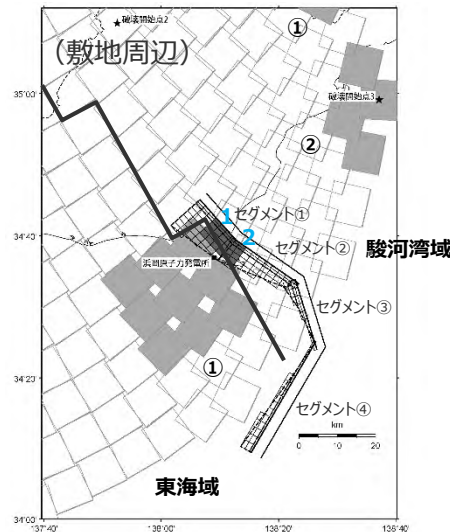 ①
破壊開始点2
（敷地周辺）
35°00'
破壊開始点3
②
1
セグメント①
2
34°40'
セグメント②
駿河湾域
浜岡原子力発電所
セグメント③
①
34°20'
セグメント④
km
0 10 20
東海域
34°00'
137°40' 138°00' 138°20' 138°40'